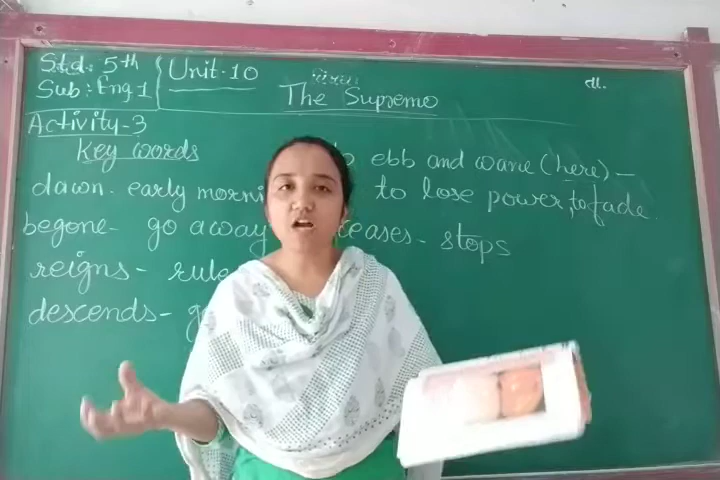 Std: 5th
Sub: Eng.1
Unit-10
The Supremo
Activity-3
Key words
to ebb and wane (here) -
dawn - early morni
to lose power, to fade
begone - go away
ceases - stops
reigns - rule
descends - g